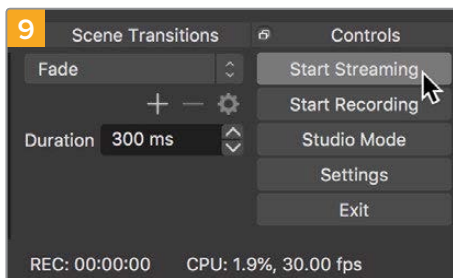 9
Scene Transitions
Fade
Duration 300 ms
Controls
Start Streaming
Start Recording
Studio Mode
Settings
Exit
REC: 00:00:00 CPU: 1.9%, 30.00 fps